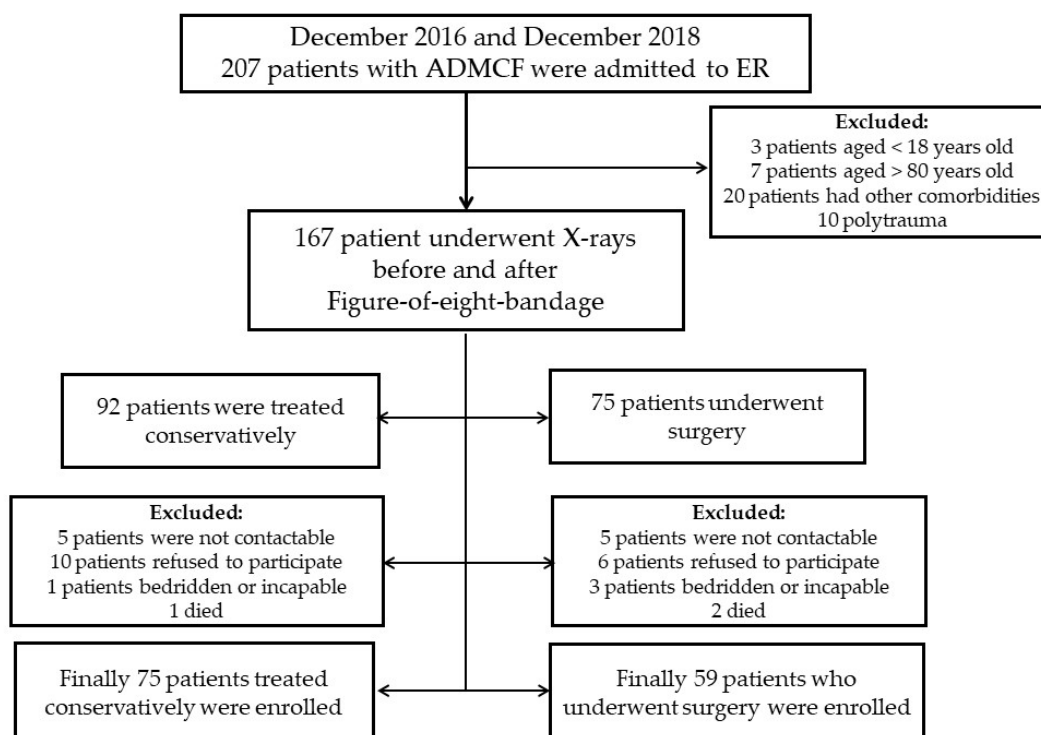 December 2016 and December 2018
207 patients with ADMCF were admitted to ER
Excluded:
3 patients aged < 18 years old
7 patients aged > 80 years old
20 patients had other comorbidities
10 polytrauma
167 patient underwent X-rays
before and after
Figure-of-eight-bandage
92 patients were treated
conservatively
75 patients underwent
surgery
Excluded:
5 patients were not contactable
10 patients refused to participate
1 patients bedridden or incapable
1 died
Excluded:
5 patients were not contactable
6 patients refused to participate
3 patients bedridden or incapable
2 died
Finally 75 patients treated
conservatively were enrolled
Finally 59 patients who
underwent surgery were enrolled